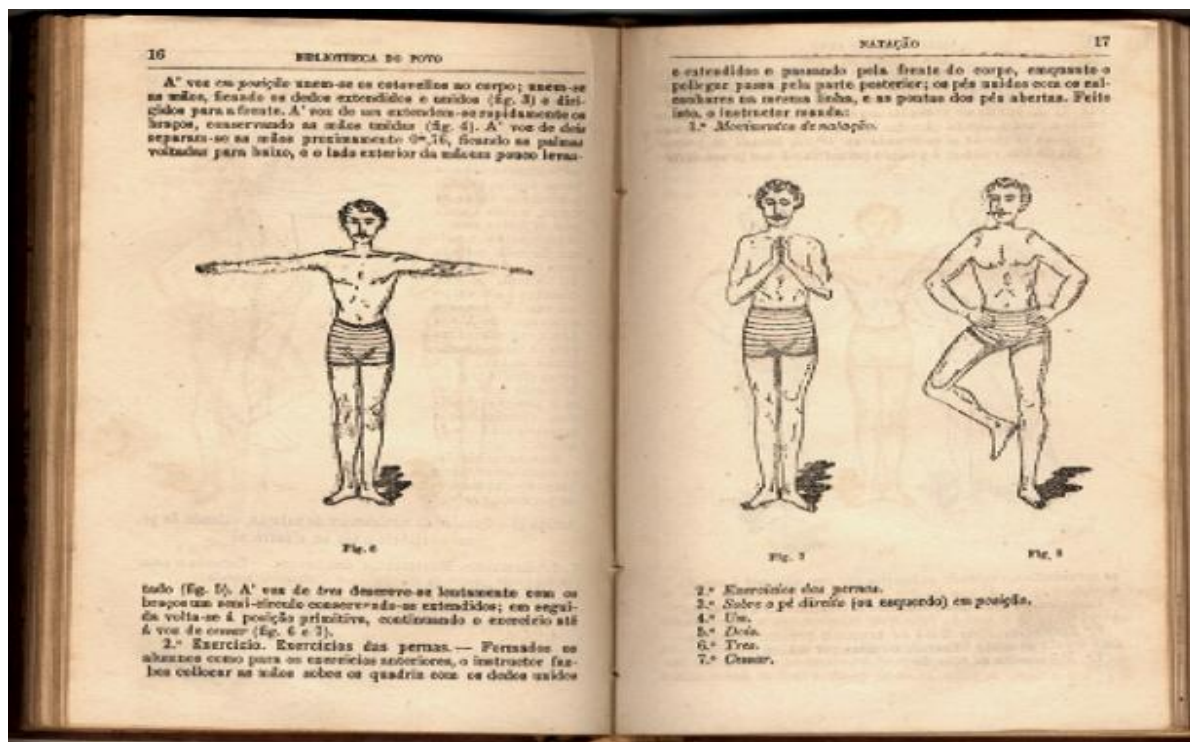 16
BIBLIOTHECA DO POVO
A' voz em posição unem-se os cotovellos ao corpo; unem-se
as mãos, ficando os dedos extendidos e unidos (fig. 3) e diri-
gidos para a frente. A' voz de um extendem-se rapidamente os
braços, conservando as mãos unidas (fig. 4). A' voz de dois
separam-se as mãos proximamente 0m,16, ficando as palmas
voltadas para baixo, e o lado exterior da mão um pouco levan-
Fig. 6
tado (fig. 5). A' voz de tres descreve-se lentamente com os
braços um semi-circulo conservando-os extendidos; em segui-
da volta-se á posição primitiva, continuando o exercicio até
á voz de cessar (fig. 6 e 7).
2.º Exercicio. Exercicios das pernas.— Formados os
alumnos como para os exercicios anteriores, o instructor faz-
hes collocar as mãos sobre os quadris com os dedos unidos
NATAÇÃO
17
e extendidos e passando pela frente do corpo, emquanto o
pollegar passa pela parte posterior; os pés unidos com os cal-
canhares na mesma linha, e as pontas dos pés abertas. Feito
isto, o instructor manda:
1.º Movimentos de natação.
Fig. 7
Fig. 8
2.º Exercicios das pernas.
3.º Sobre o pé direito (ou esquerdo) em posição.
4.º Um.
5.º Dois.
6.º Tres.
7.º Cessar.